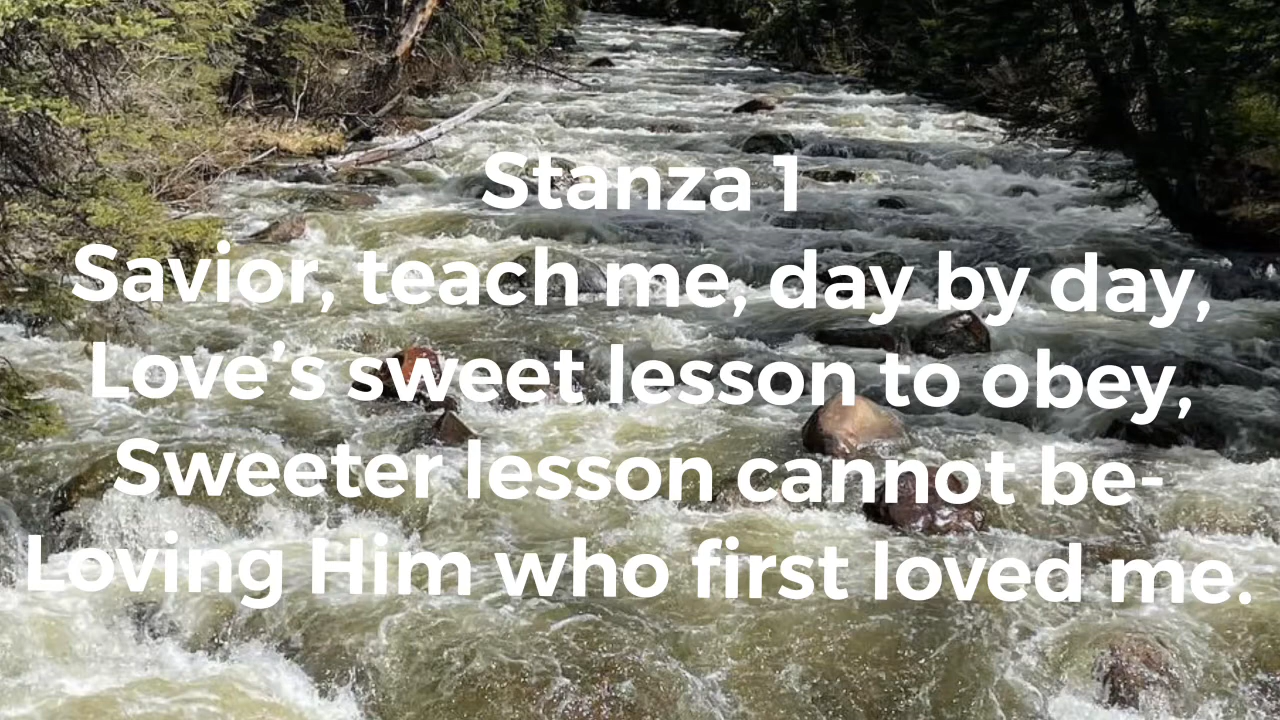 Stanza 1
Savior, teach me, day by day,
Love’s sweet lesson to obey,
Sweeter lesson cannot be-
Loving Him who first loved me.